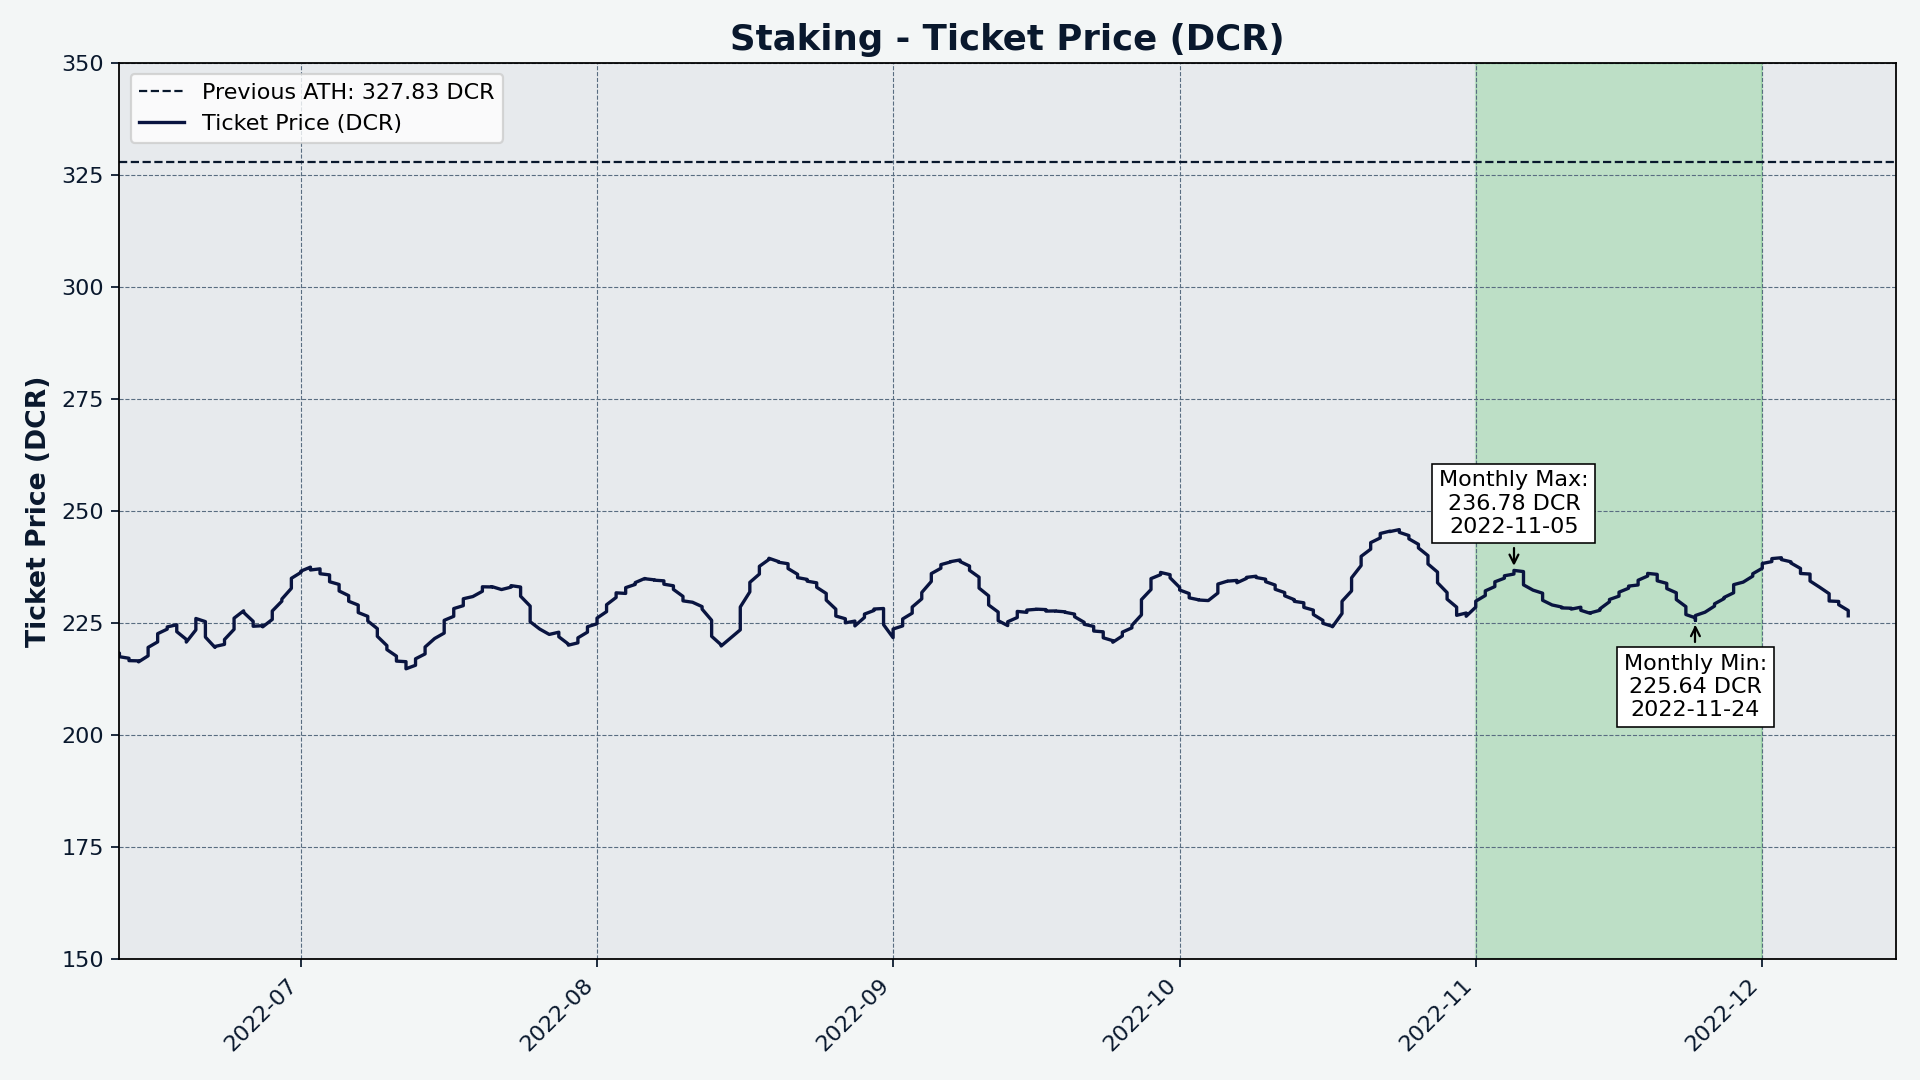 Staking - Ticket Price (DCR)
Previous ATH: 327.83 DCR
Ticket Price (DCR)
Ticket Price (DCR)
350
325
300
275
250
225
200
175
150
Monthly Max:
236.78 DCR
2022-11-05
Monthly Min:
225.64 DCR
2022-11-24
2022-07
2022-08
2022-09
2022-10
2022-11
2022-12